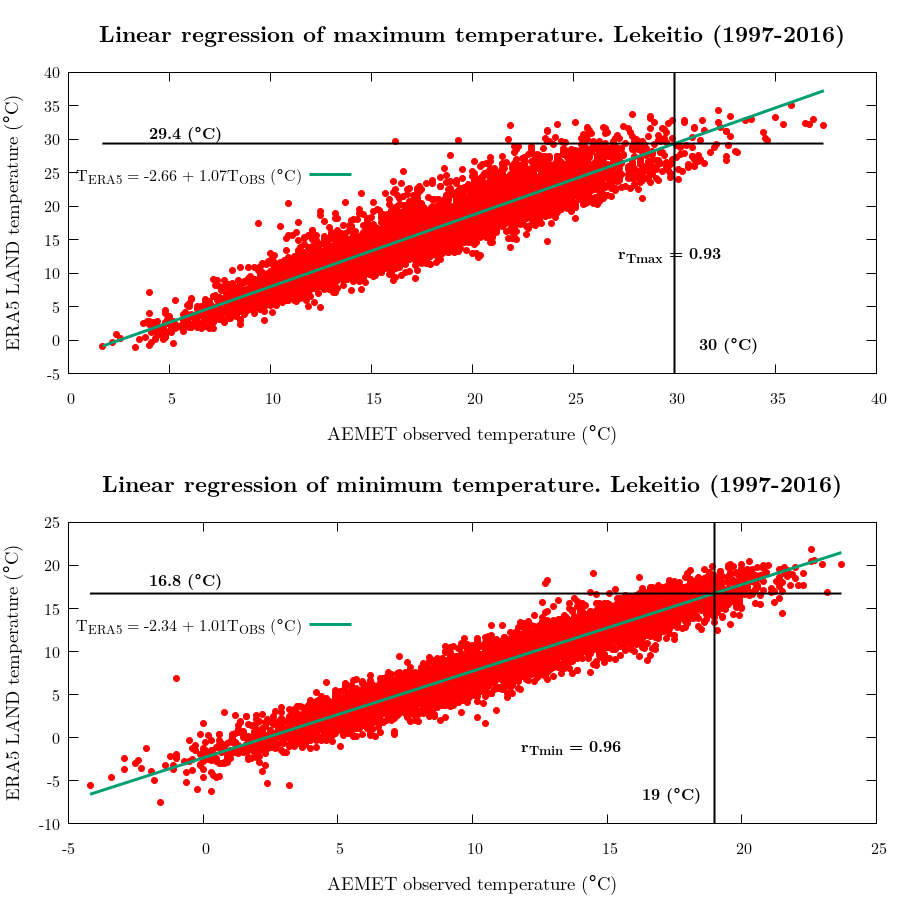 Linear regression of maximum temperature. Lekeitio (1997-2016)
40
35
30
25
20
15
10
5
0
-5
ERA5 LAND temperature (°C)
29.4 (°C)
T_ERA5 = -2.66 + 1.07T_OBS (°C)
r_Tmax = 0.93
30 (°C)
0 5 10 15 20 25 30 35 40
AEMET observed temperature (°C)
Linear regression of minimum temperature. Lekeitio (1997-2016)
25
20
15
10
5
0
-5
-10
ERA5 LAND temperature (°C)
16.8 (°C)
T_ERA5 = -2.34 + 1.01T_OBS (°C)
r_Tmin = 0.96
19 (°C)
-5 0 5 10 15 20 25
AEMET observed temperature (°C)